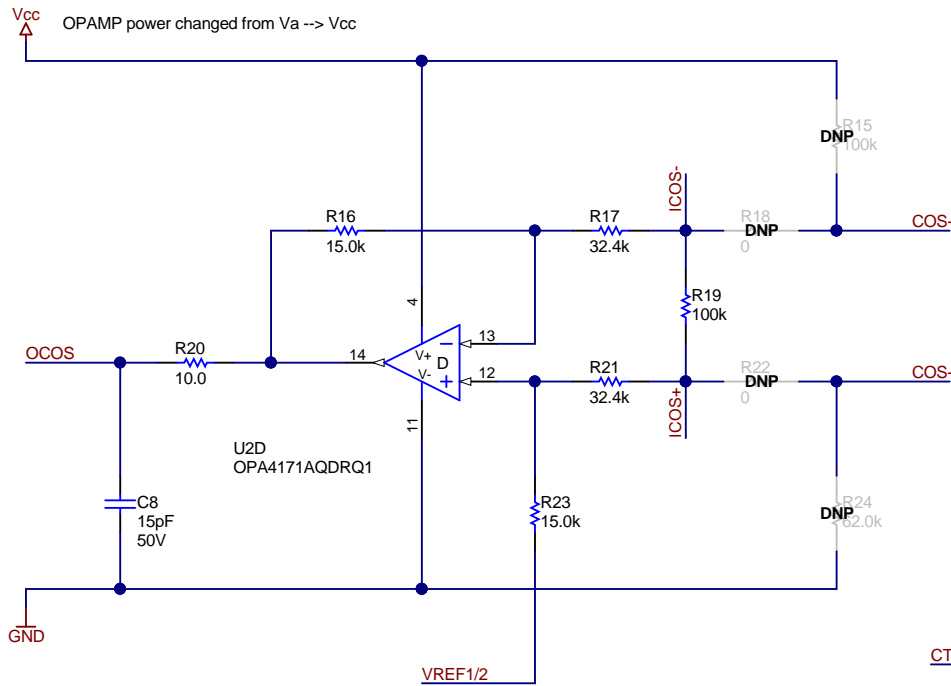 Vcc
OPAMP power changed from Va --> Vcc
R15
DNP
100k
ICOS-
R16
15.0k
R17
32.4k
R18
DNP
0
COS-
R19
100k
4
13
V+
V-
D
14
12
11
OCOS
R20
10.0
R21
32.4k
R22
DNP
0
COS-
ICOS+
U2D
OPA4171AQDRQ1
C8
15pF
50V
R23
15.0k
R24
DNP
62.0k
GND
VREF1/2
CT